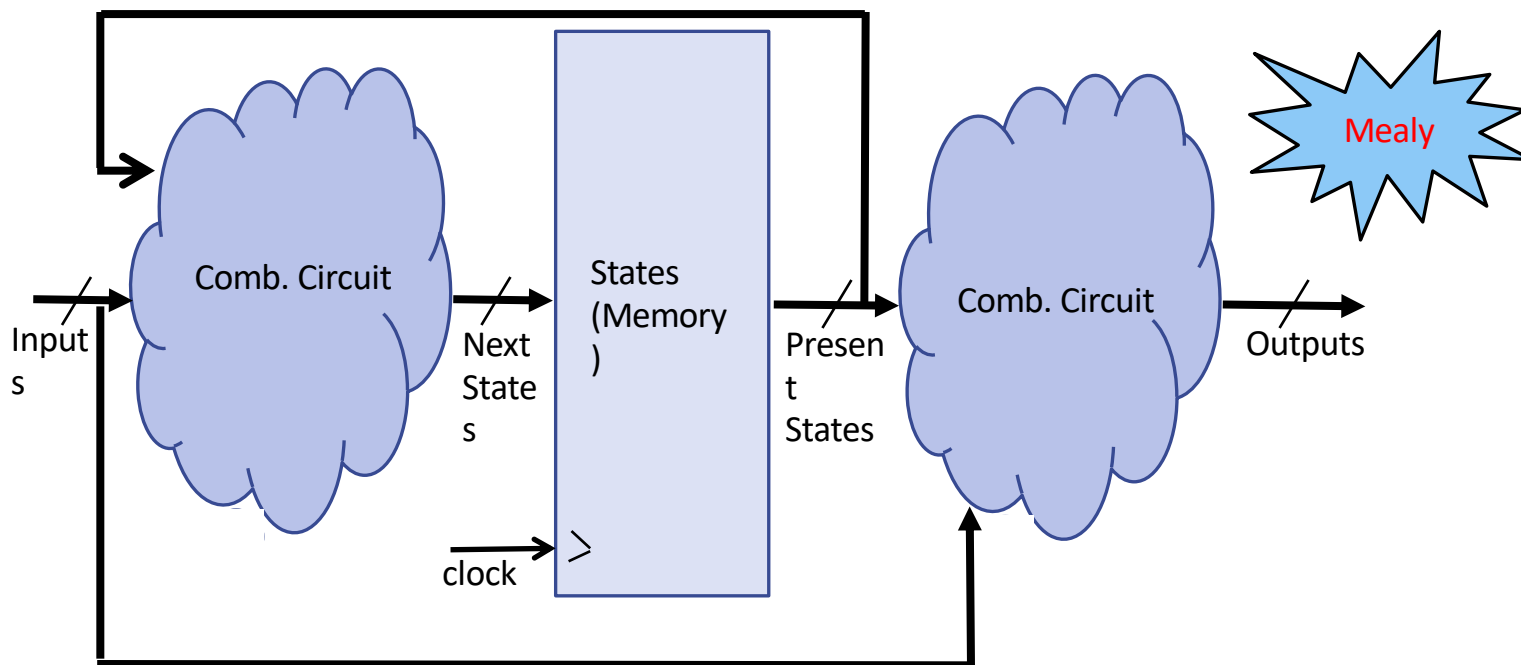 Mealy
Comb. Circuit
States
(Memory
)
Comb. Circuit
Input
s
Next
State
s
Presen
t
States
Outputs
clock